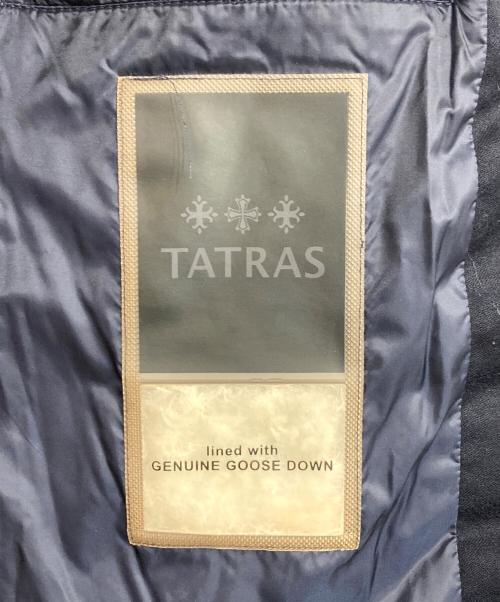 TATRAS
lined with
GENUINE GOOSE DOWN